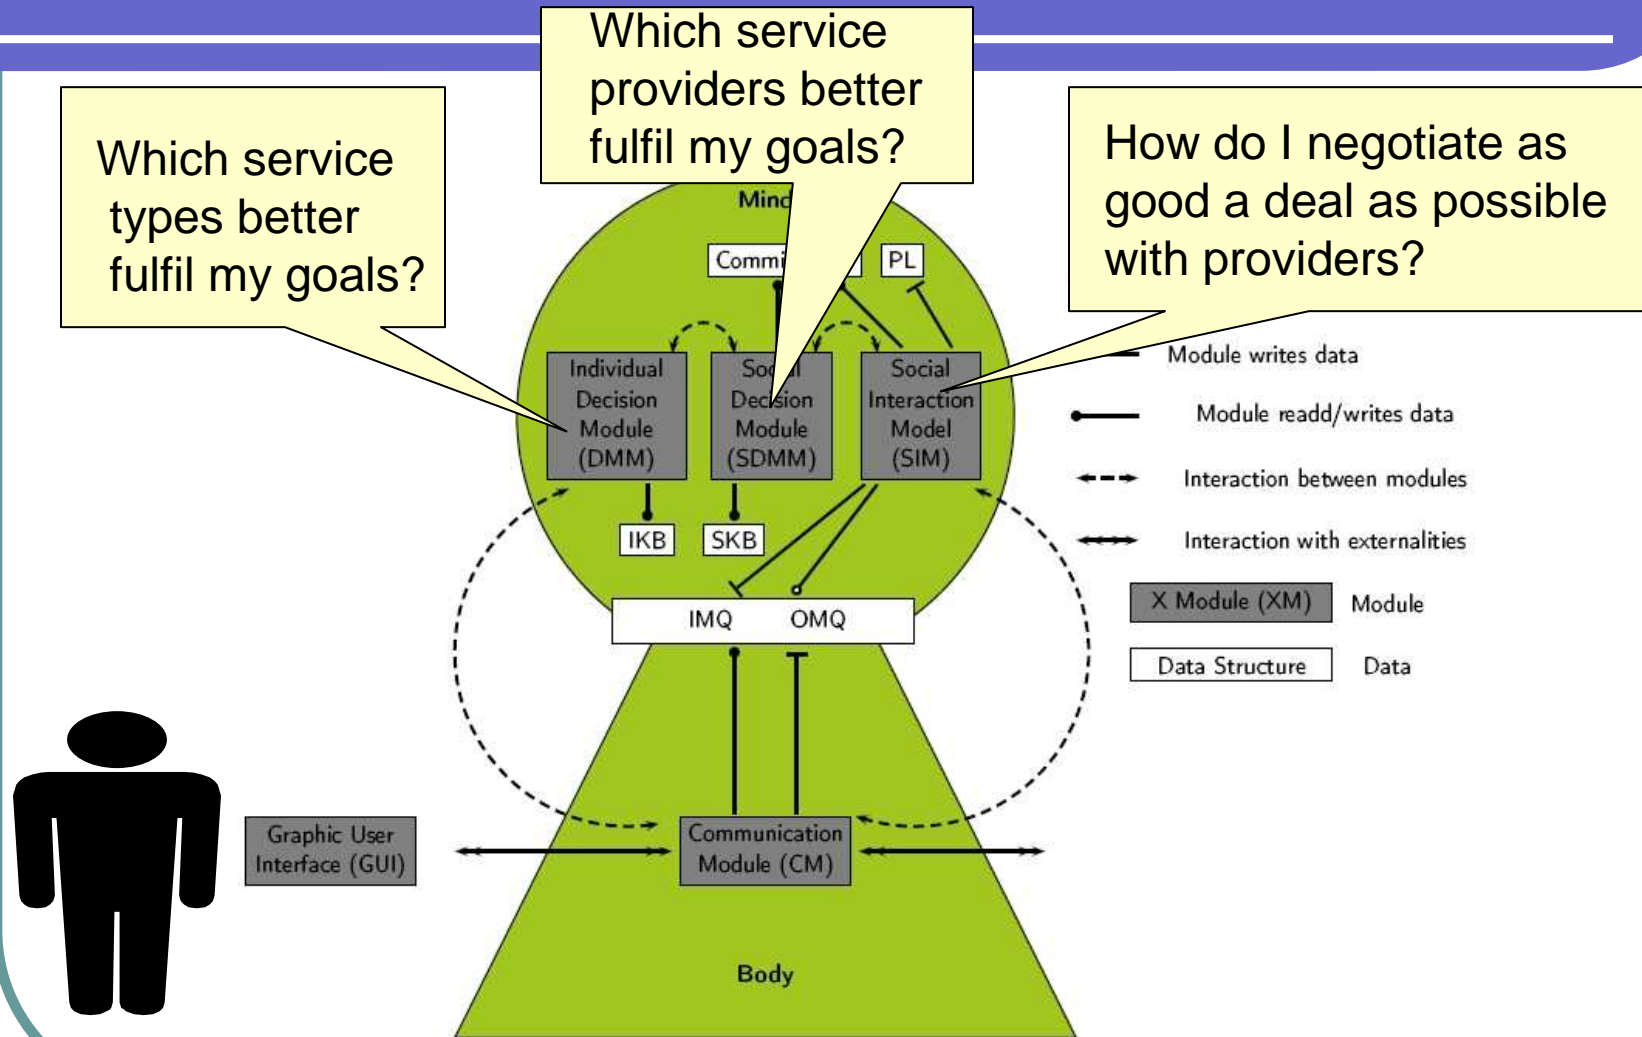 Which service
providers better
fulfil my goals?
Which service
types better
fulfil my goals?
How do I negotiate as
good a deal as possible
with providers?
Mind
PL
Individual
Decision
Module
(DMM)
Decision
Module
(SDMM)
Social
Interaction
Model
(SIM)
IKB
SKB
IMQ OMQ
Module writes data
Module readd/writes data
Interaction between modules
Interaction with externalities
X Module (XM) Module
Data Structure Data
Graphic User
Interface (GUI)
Communication
Module (CM)
Body